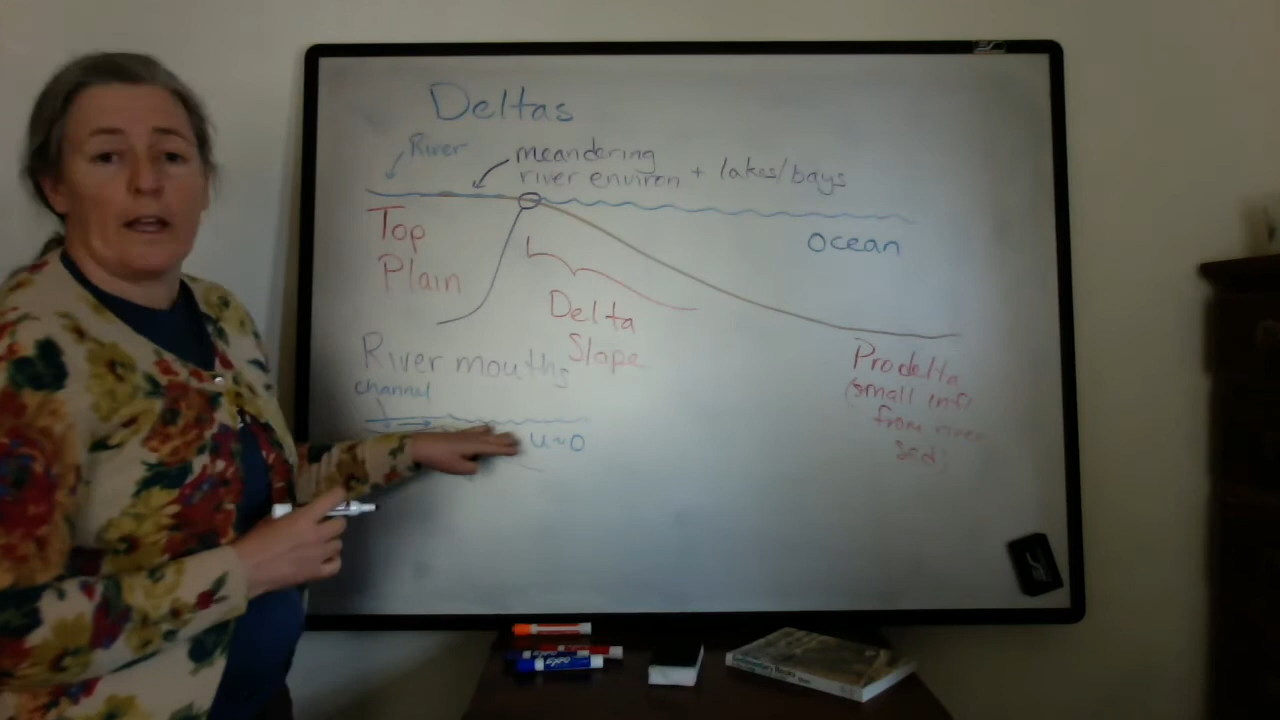 Deltas
River
meandering
river environ + lakes/bays
Top
Plain
Ocean
Delta
Slope
River mouths
channel
u~0
Prodelta
(small infl
from river
sed)